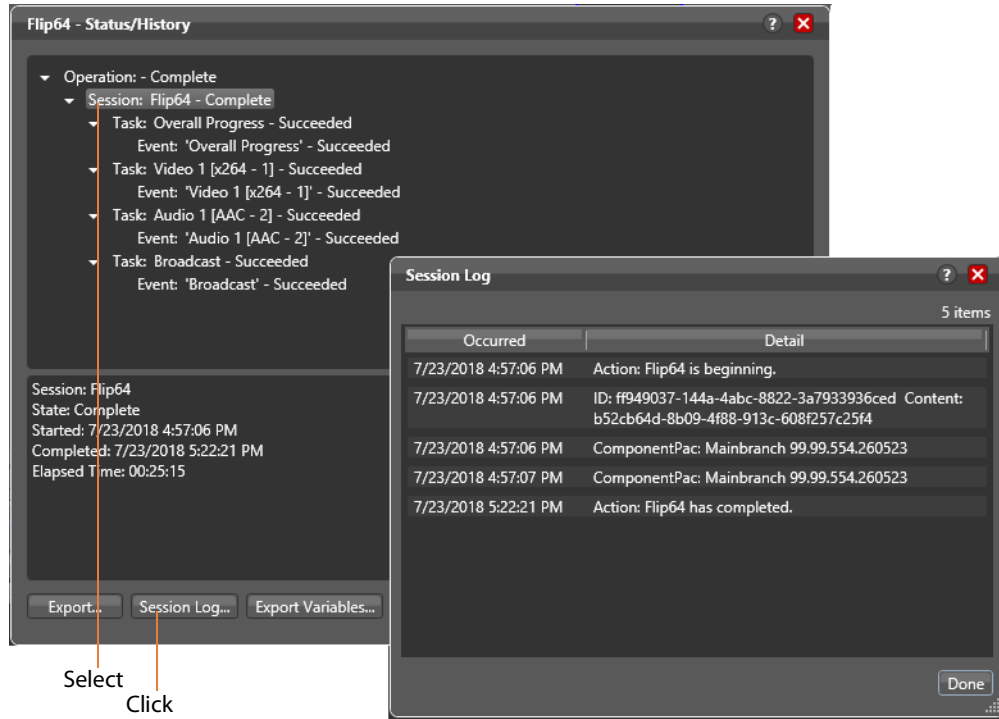 Flip64 - Status/History
?
Operation: - Complete
Session: Flip64 - Complete
Task: Overall Progress - Succeeded
Event: 'Overall Progress' - Succeeded
Task: Video 1 [x264 - 1] - Succeeded
Event: 'Video 1 [x264 - 1]' - Succeeded
Task: Audio 1 [AAC - 2] - Succeeded
Event: 'Audio 1 [AAC - 2]' - Succeeded
Task: Broadcast - Succeeded
Event: 'Broadcast' - Succeeded
Session: Flip64
State: Complete
Started: 7/23/2018 4:57:06 PM
Completed: 7/23/2018 5:22:21 PM
Elapsed Time: 00:25:15
Export...
Session Log...
Export Variables...
Select
Click
Session Log
?
5 items
Occurred Detail
7/23/2018 4:57:06 PM Action: Flip64 is beginning.
7/23/2018 4:57:06 PM ID: ff949037-144a-4abc-8822-3a7933936ced Content:
b52cb64d-8b09-4f88-913c-608f257c25f4
7/23/2018 4:57:06 PM ComponentPac: Mainbranch 99.99.554.260523
7/23/2018 4:57:07 PM ComponentPac: Mainbranch 99.99.554.260523
7/23/2018 5:22:21 PM Action: Flip64 has completed.
Done